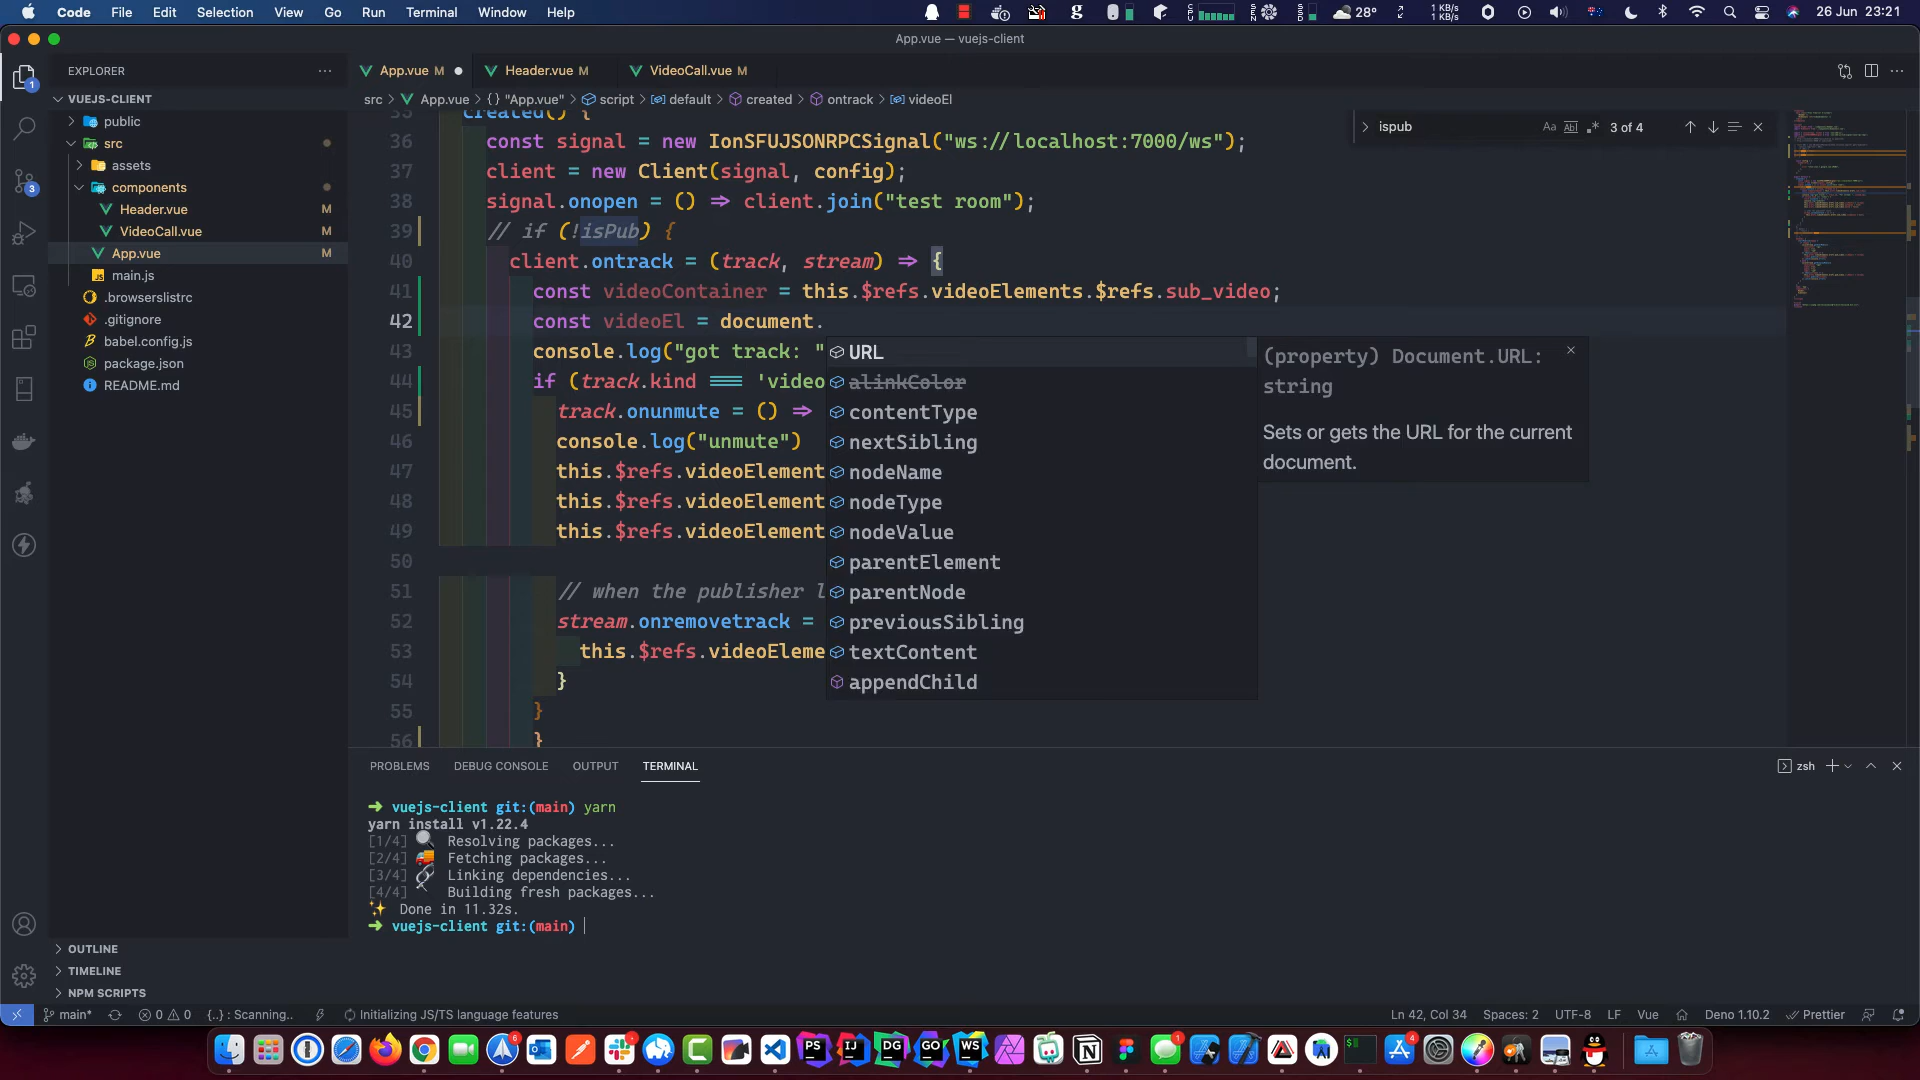 Code File Edit Selection View Go Run Terminal Window Help
28° 1 KB/s 1 KB/s 26 Jun 23:21
App.vue — vuejs-client
EXPLORER
App.vue M
Header.vue M
VideoCall.vue M
VUEJS-CLIENT
public
src
assets
components
Header.vue M
VideoCall.vue M
App.vue M
main.js
.browserslistrc
.gitignore
babel.config.js
package.json
README.md
OUTLINE
TIMELINE
NPM SCRIPTS
src > App.vue > {} "App.vue" > script > default > created > ontrack > videoEl
ispub
3 of 4
created() {
36 const signal = new IonSFUJSONRPCSignal("ws://localhost:7000/ws");
37 client = new Client(signal, config);
38 signal.onopen = () => client.join("test room");
39 // if (!isPub) {
40 client.ontrack = (track, stream) => {
41 const videoContainer = this.$refs.videoElements.$refs.sub_video;
42 const videoEl = document.
43 console.log("got track: "
44 if (track.kind === 'video
45 track.onunmute = () =>
46 console.log("unmute")
47 this.$refs.videoElement
48 this.$refs.videoElement
49 this.$refs.videoElement
50
51 // when the publisher l
52 stream.onremovetrack =
53 this.$refs.videoEleme
54 }
55 }
56 }
URL
alinkColor
contentType
nextSibling
nodeName
nodeType
nodeValue
parentElement
parentNode
previousSibling
textContent
appendChild
(property) Document.URL:
string
Sets or gets the URL for the current
document.
PROBLEMS DEBUG CONSOLE OUTPUT TERMINAL
zsh
➜ vuejs-client git:(main) yarn
yarn install v1.22.4
[1/4] Resolving packages...
[2/4] Fetching packages...
[3/4] Linking dependencies...
[4/4] Building fresh packages...
Done in 11.32s.
➜ vuejs-client git:(main)
main* 0 0 {..} : Scanning.. Initializing JS/TS language features
Ln 42, Col 34 Spaces: 2 UTF-8 LF Vue Deno 1.10.2 Prettier